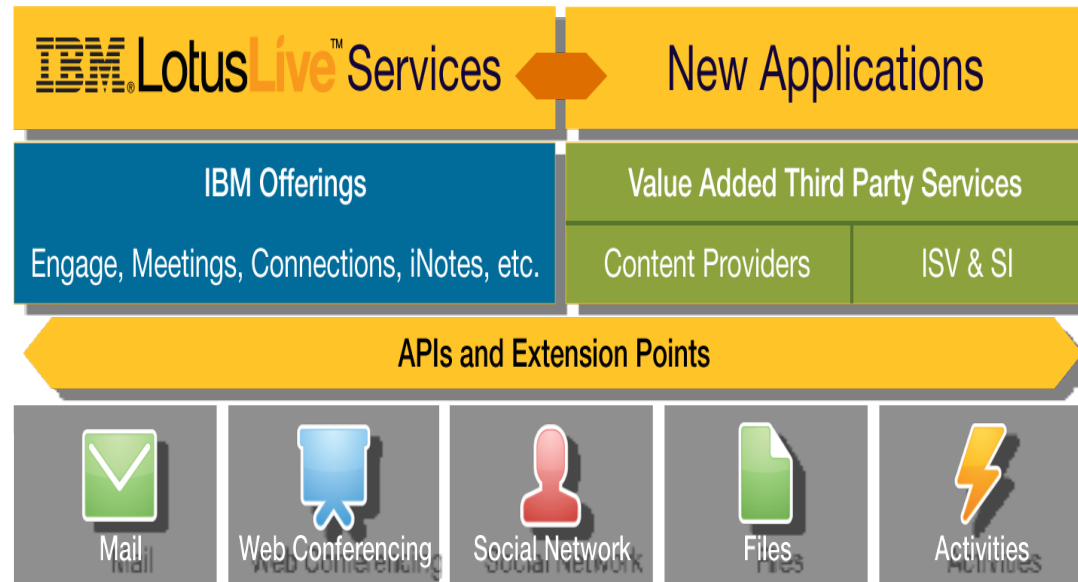 IBM® LotusLive™ Services
New Applications
IBM Offerings
Engage, Meetings, Connections, iNotes, etc.
Value Added Third Party Services
Content Providers
ISV & SI
APIs and Extension Points
Mail
Web Conferencing
Social Network
Files
Activities